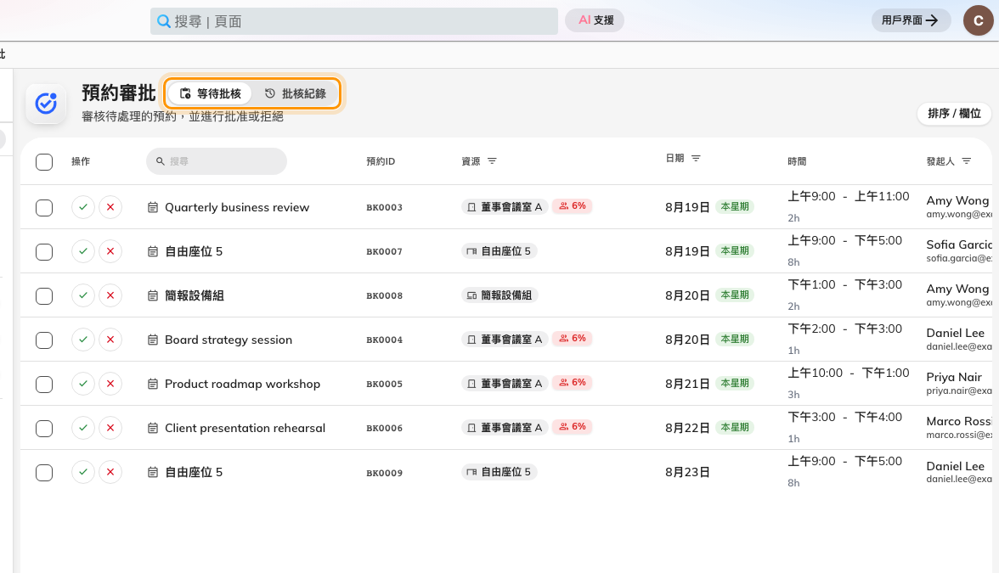 搜尋 | 頁面
AI 支援
用戶界面
C
預約審批
等待批核
批核紀錄
審核待處理的預約，並進行批准或拒絕
排序 / 欄位
操作 搜尋 預約ID 資源 日期 時間 發起人
Quarterly business review BK0003 董事會議室 A 6% 8月19日 本星期 上午9:00 - 上午11:00 Amy Wong
2h amy.wong@exa
自由座位 5 BK0007 自由座位 5 8月19日 本星期 上午9:00 - 下午5:00 Sofia Garcia
8h sofia.garcia@e
簡報設備組 BK0008 簡報設備組 8月20日 本星期 下午1:00 - 下午3:00 Amy Wong
2h amy.wong@exa
Board strategy session BK0004 董事會議室 A 6% 8月20日 本星期 下午2:00 - 下午3:00 Daniel Lee
1h daniel.lee@exa
Product roadmap workshop BK0005 董事會議室 A 6% 8月21日 本星期 上午10:00 - 下午1:00 Priya Nair
3h priya.nair@exa
Client presentation rehearsal BK0006 董事會議室 A 6% 8月22日 本星期 下午3:00 - 下午4:00 Marco Rossi
1h marco.rossi@e
自由座位 5 BK0009 自由座位 5 8月23日 上午9:00 - 下午5:00 Daniel Lee
8h daniel.lee@exa